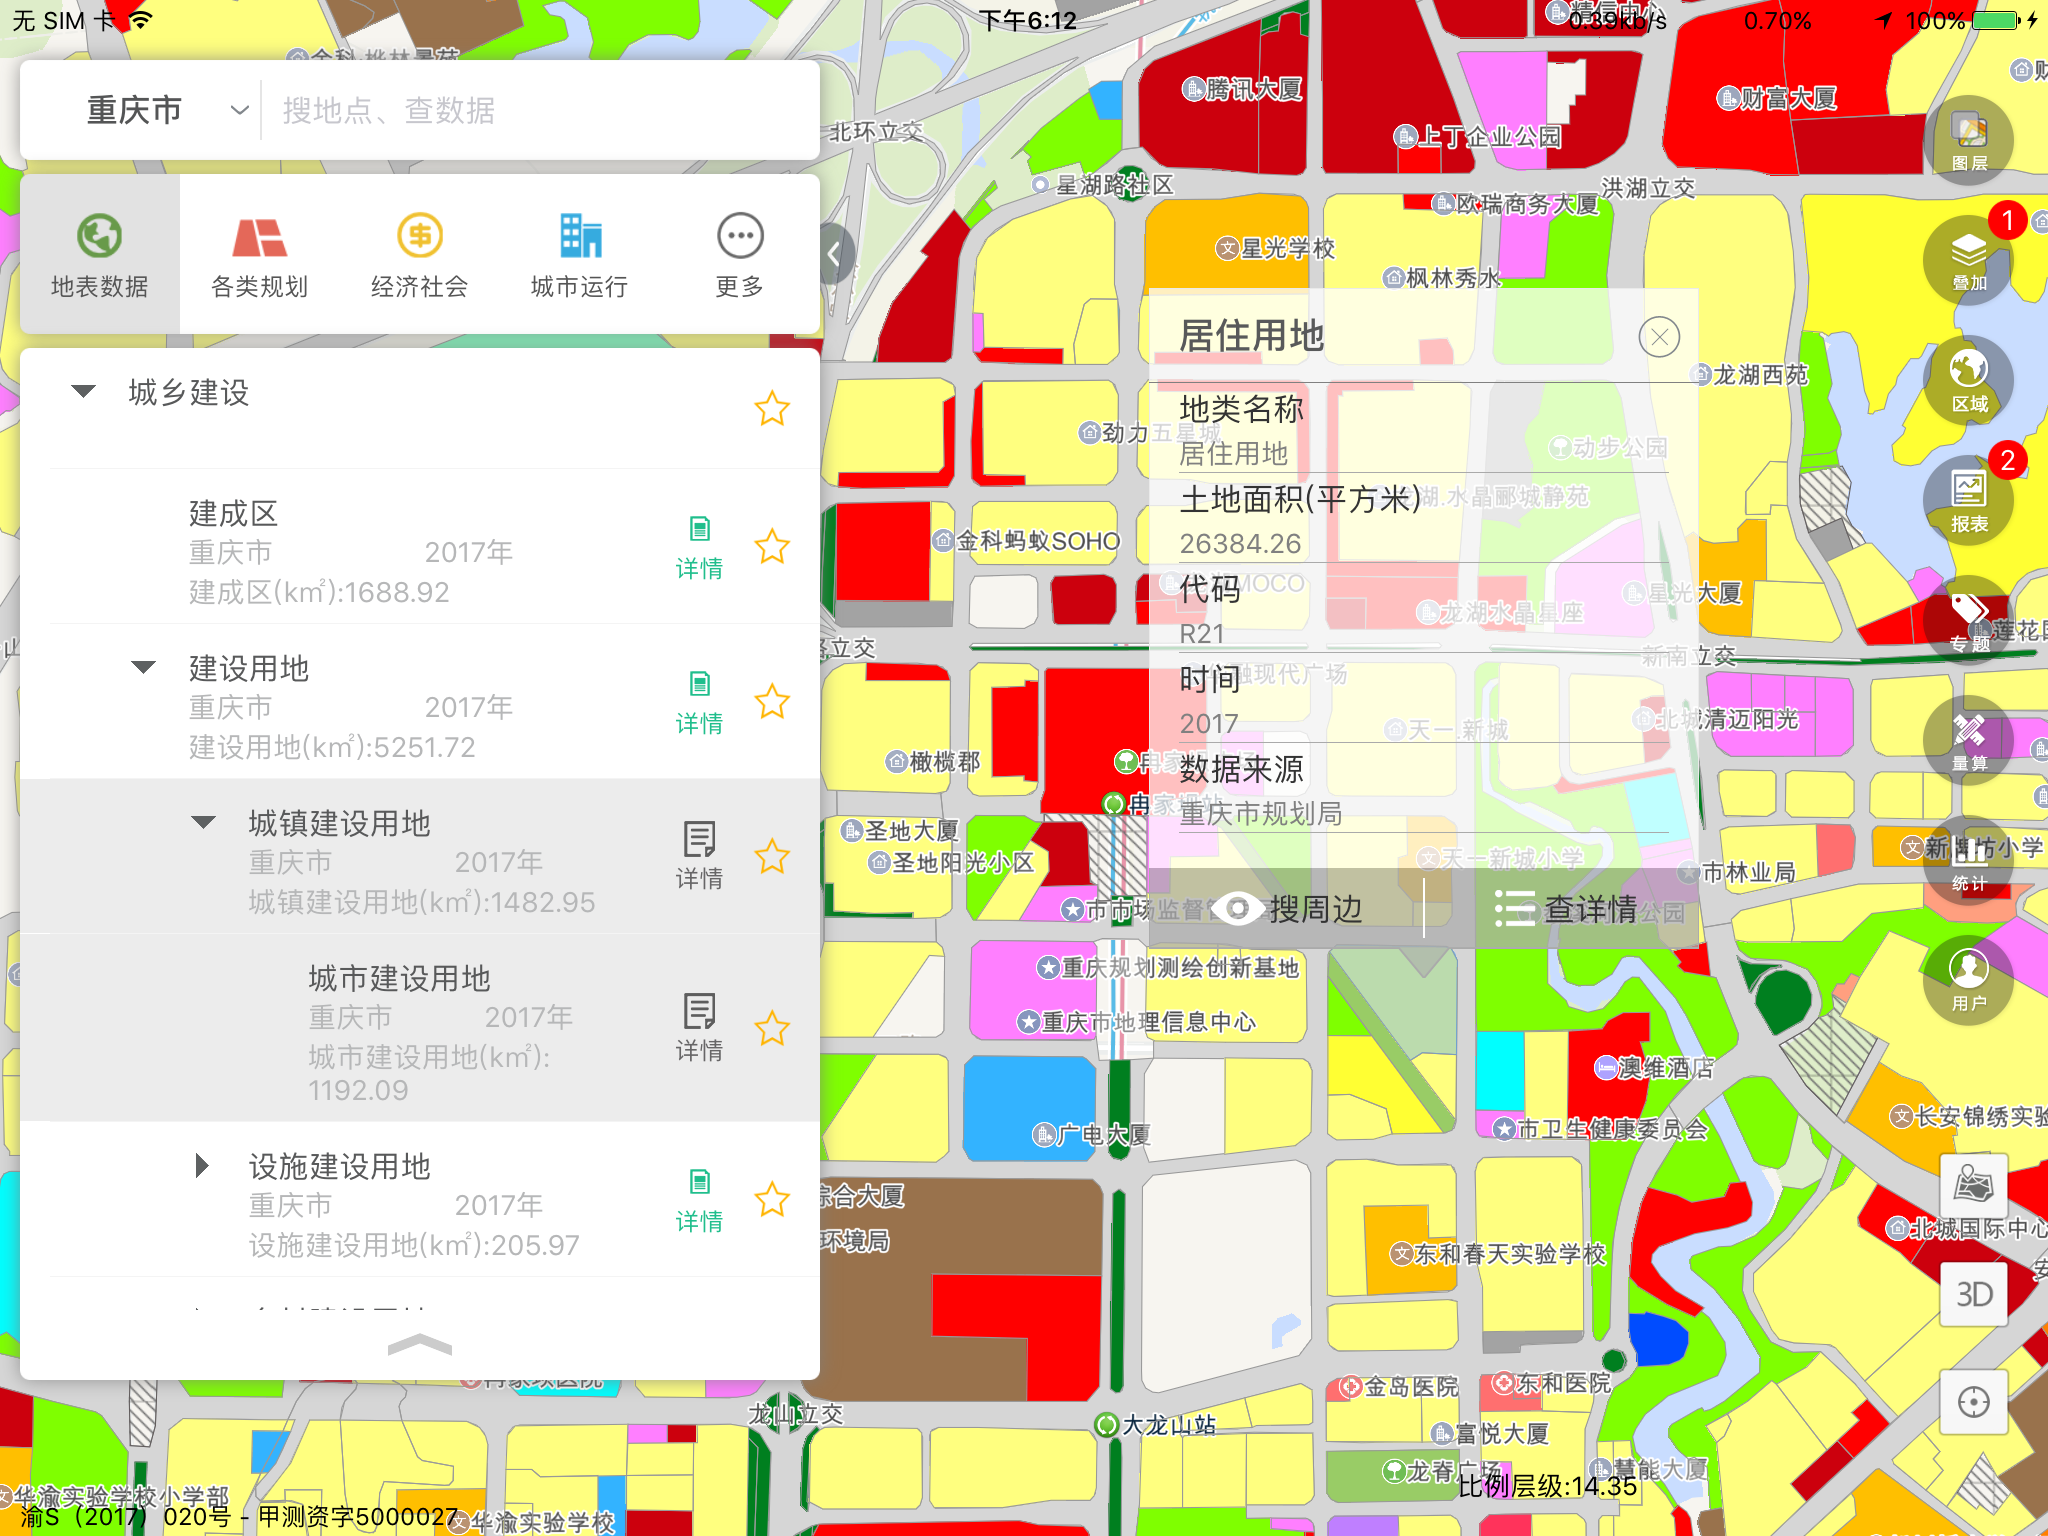 无 SIM 卡
下午6:12
0.39kb/s
0.70%
100%
精信中心
重庆市
搜地点、查数据
地表数据
各类规划
经济社会
城市运行
更多
城乡建设
建成区
重庆市 2017年
建成区(k㎡):1688.92
详情
建设用地
重庆市 2017年
建设用地(k㎡):5251.72
详情
城镇建设用地
重庆市 2017年
城镇建设用地(k㎡):1482.95
详情
城市建设用地
重庆市 2017年
城市建设用地(k㎡):
1192.09
详情
设施建设用地
重庆市 2017年
设施建设用地(k㎡):205.97
详情
北环立交
腾讯大厦
上丁企业公园
财富大厦
星湖路社区
欧瑞商务大厦
洪湖立交
星光学校
枫林秀水
龙湖西苑
劲力五星城
动步公园
龙湖.水晶郦城静苑
金科蚂蚁SOHO
MOCO
龙湖水晶星座
星光大厦
莲花
新南立交
融现代广场
天一.新城
北城清迈阳光
橄榄郡
圣地大厦
圣地阳光小区
天一新城小学
市林业局
新牌坊小学
重庆规划测绘创新基地
重庆市地理信息中心
澳维酒店
广电大厦
市卫生健康委员会
长安锦绣实验
综合大厦
环境局
东和春天实验学校
北城国际中心
金岛医院
东和医院
龙山立交
大龙山站
富悦大厦
龙脊广场
慧能大厦
华渝实验学校小学部
华渝实验学校
居住用地
地类名称
居住用地
土地面积(平方米)
26384.26
代码
R21
时间
2017
数据来源
重庆市规划局
搜周边
查详情
图层
1
叠加
区域
2
报表
专题
量算
统计
用户
3D
比例层级:14.35
渝S（2017）020号 - 甲测资字5000027